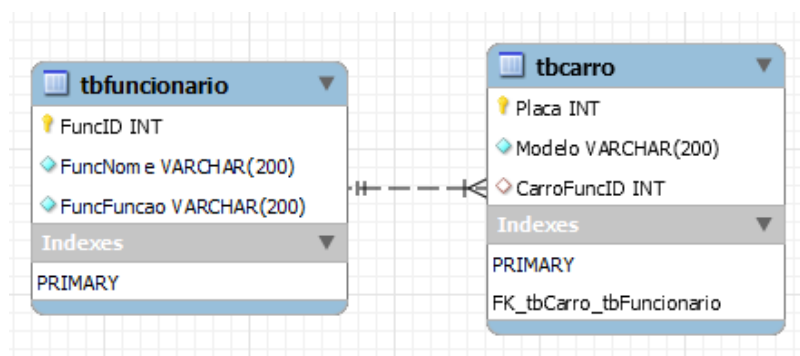 tbfuncionario
FuncID INT
FuncNome VARCHAR(200)
FuncFuncao VARCHAR(200)
Indexes
PRIMARY
tbcarro
Placa INT
Modelo VARCHAR(200)
CarroFuncID INT
Indexes
PRIMARY
FK_tbCarro_tbFuncionario